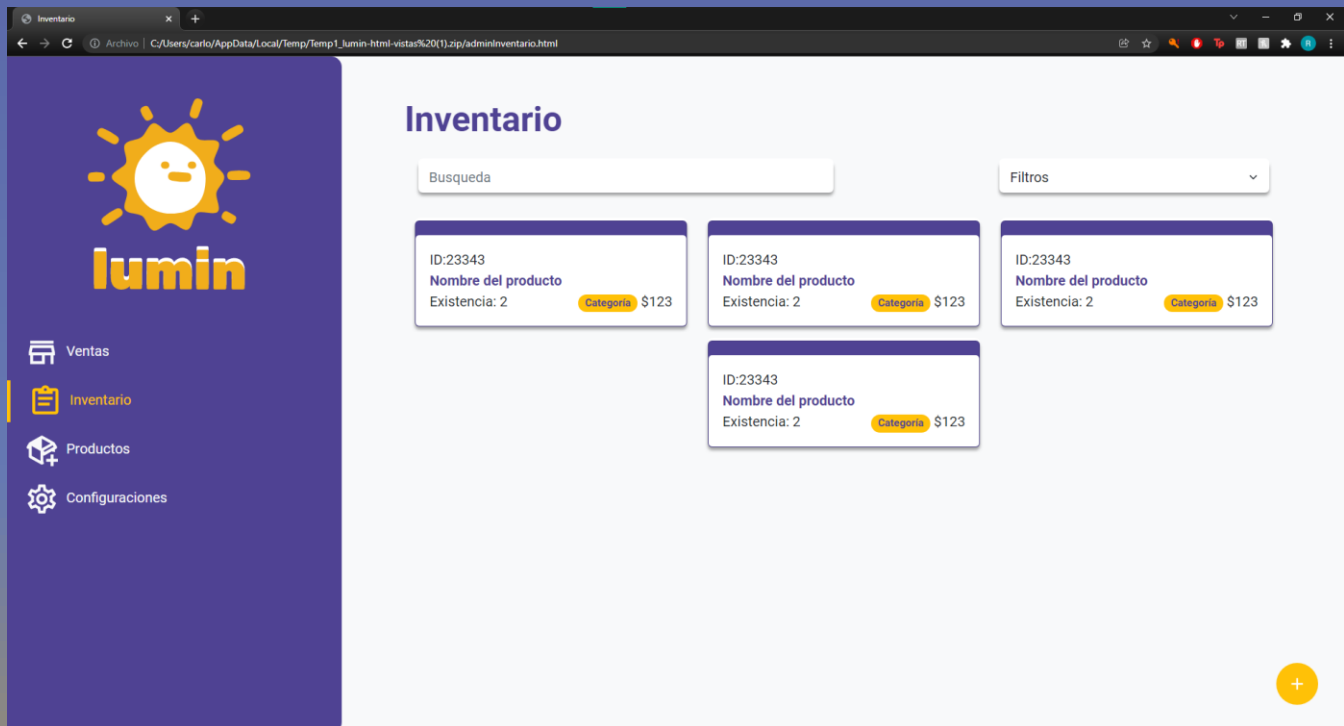 Inventario
Archivo
C:/Users/carlo/AppData/Local/Temp/Temp1_lumin-html-vistas%20(1).zip/adminInventario.html
Tp
RT
R
lumin
Ventas
Inventario
Productos
Configuraciones
Inventario
Busqueda
Filtros
ID:23343
Nombre del producto
Existencia: 2
Categoría
$123
ID:23343
Nombre del producto
Existencia: 2
Categoría
$123
ID:23343
Nombre del producto
Existencia: 2
Categoría
$123
ID:23343
Nombre del producto
Existencia: 2
Categoría
$123